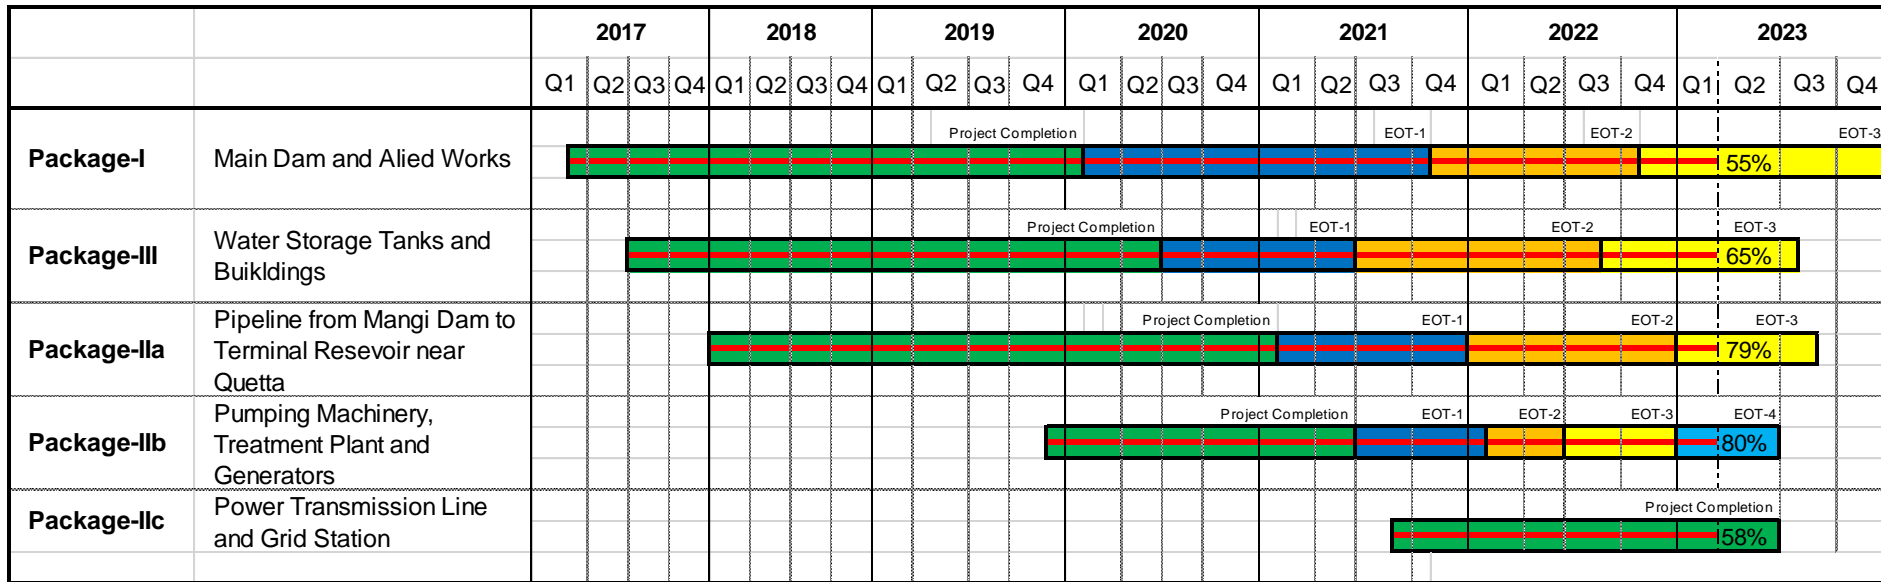 2017 2018 2019 2020 2021 2022 2023
Q1 Q2 Q3 Q4 Q1 Q2 Q3 Q4 Q1 Q2 Q3 Q4 Q1 Q2 Q3 Q4 Q1 Q2 Q3 Q4 Q1 Q2 Q3 Q4 Q1 Q2 Q3 Q4
Project Completion EOT-1 EOT-2 EOT-3
Package-I Main Dam and Alied Works 55%
Project Completion EOT-1 EOT-2 EOT-3
Package-III Water Storage Tanks and
Buikldings 65%
Pipeline from Mangi Dam to Project Completion EOT-1 EOT-2 EOT-3
Package-IIa Terminal Resevoir near 79%
Quetta
Pumping Machinery, Project Completion EOT-1 EOT-2 EOT-3 EOT-4
Package-IIb Treatment Plant and 80%
Generators
Power Transmission Line Project Completion
Package-IIc and Grid Station 58%